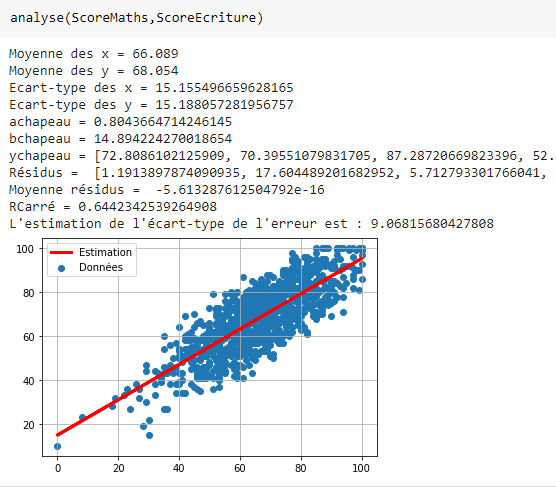 analyse(ScoreMaths,ScoreEcriture)
Moyenne des x = 66.089
Moyenne des y = 68.054
Ecart-type des x = 15.155496659628165
Ecart-type des y = 15.188057281956757
achapeau = 0.8043664714246145
bchapeau = 14.894224270018654
ychapeau = [72.8086102125909, 70.39551079831705, 87.28720669823396, 52.
Résidus =  [1.1913897874090935, 17.604489201682952, 5.712793301766041,
Moyenne résidus =  -5.613287612504792e-16
RCarré = 0.6442342539264908
L'estimation de l'écart-type de l'erreur est : 9.06815680427808
Estimation
Données
100
80
60
40
20
0 20 40 60 80 100